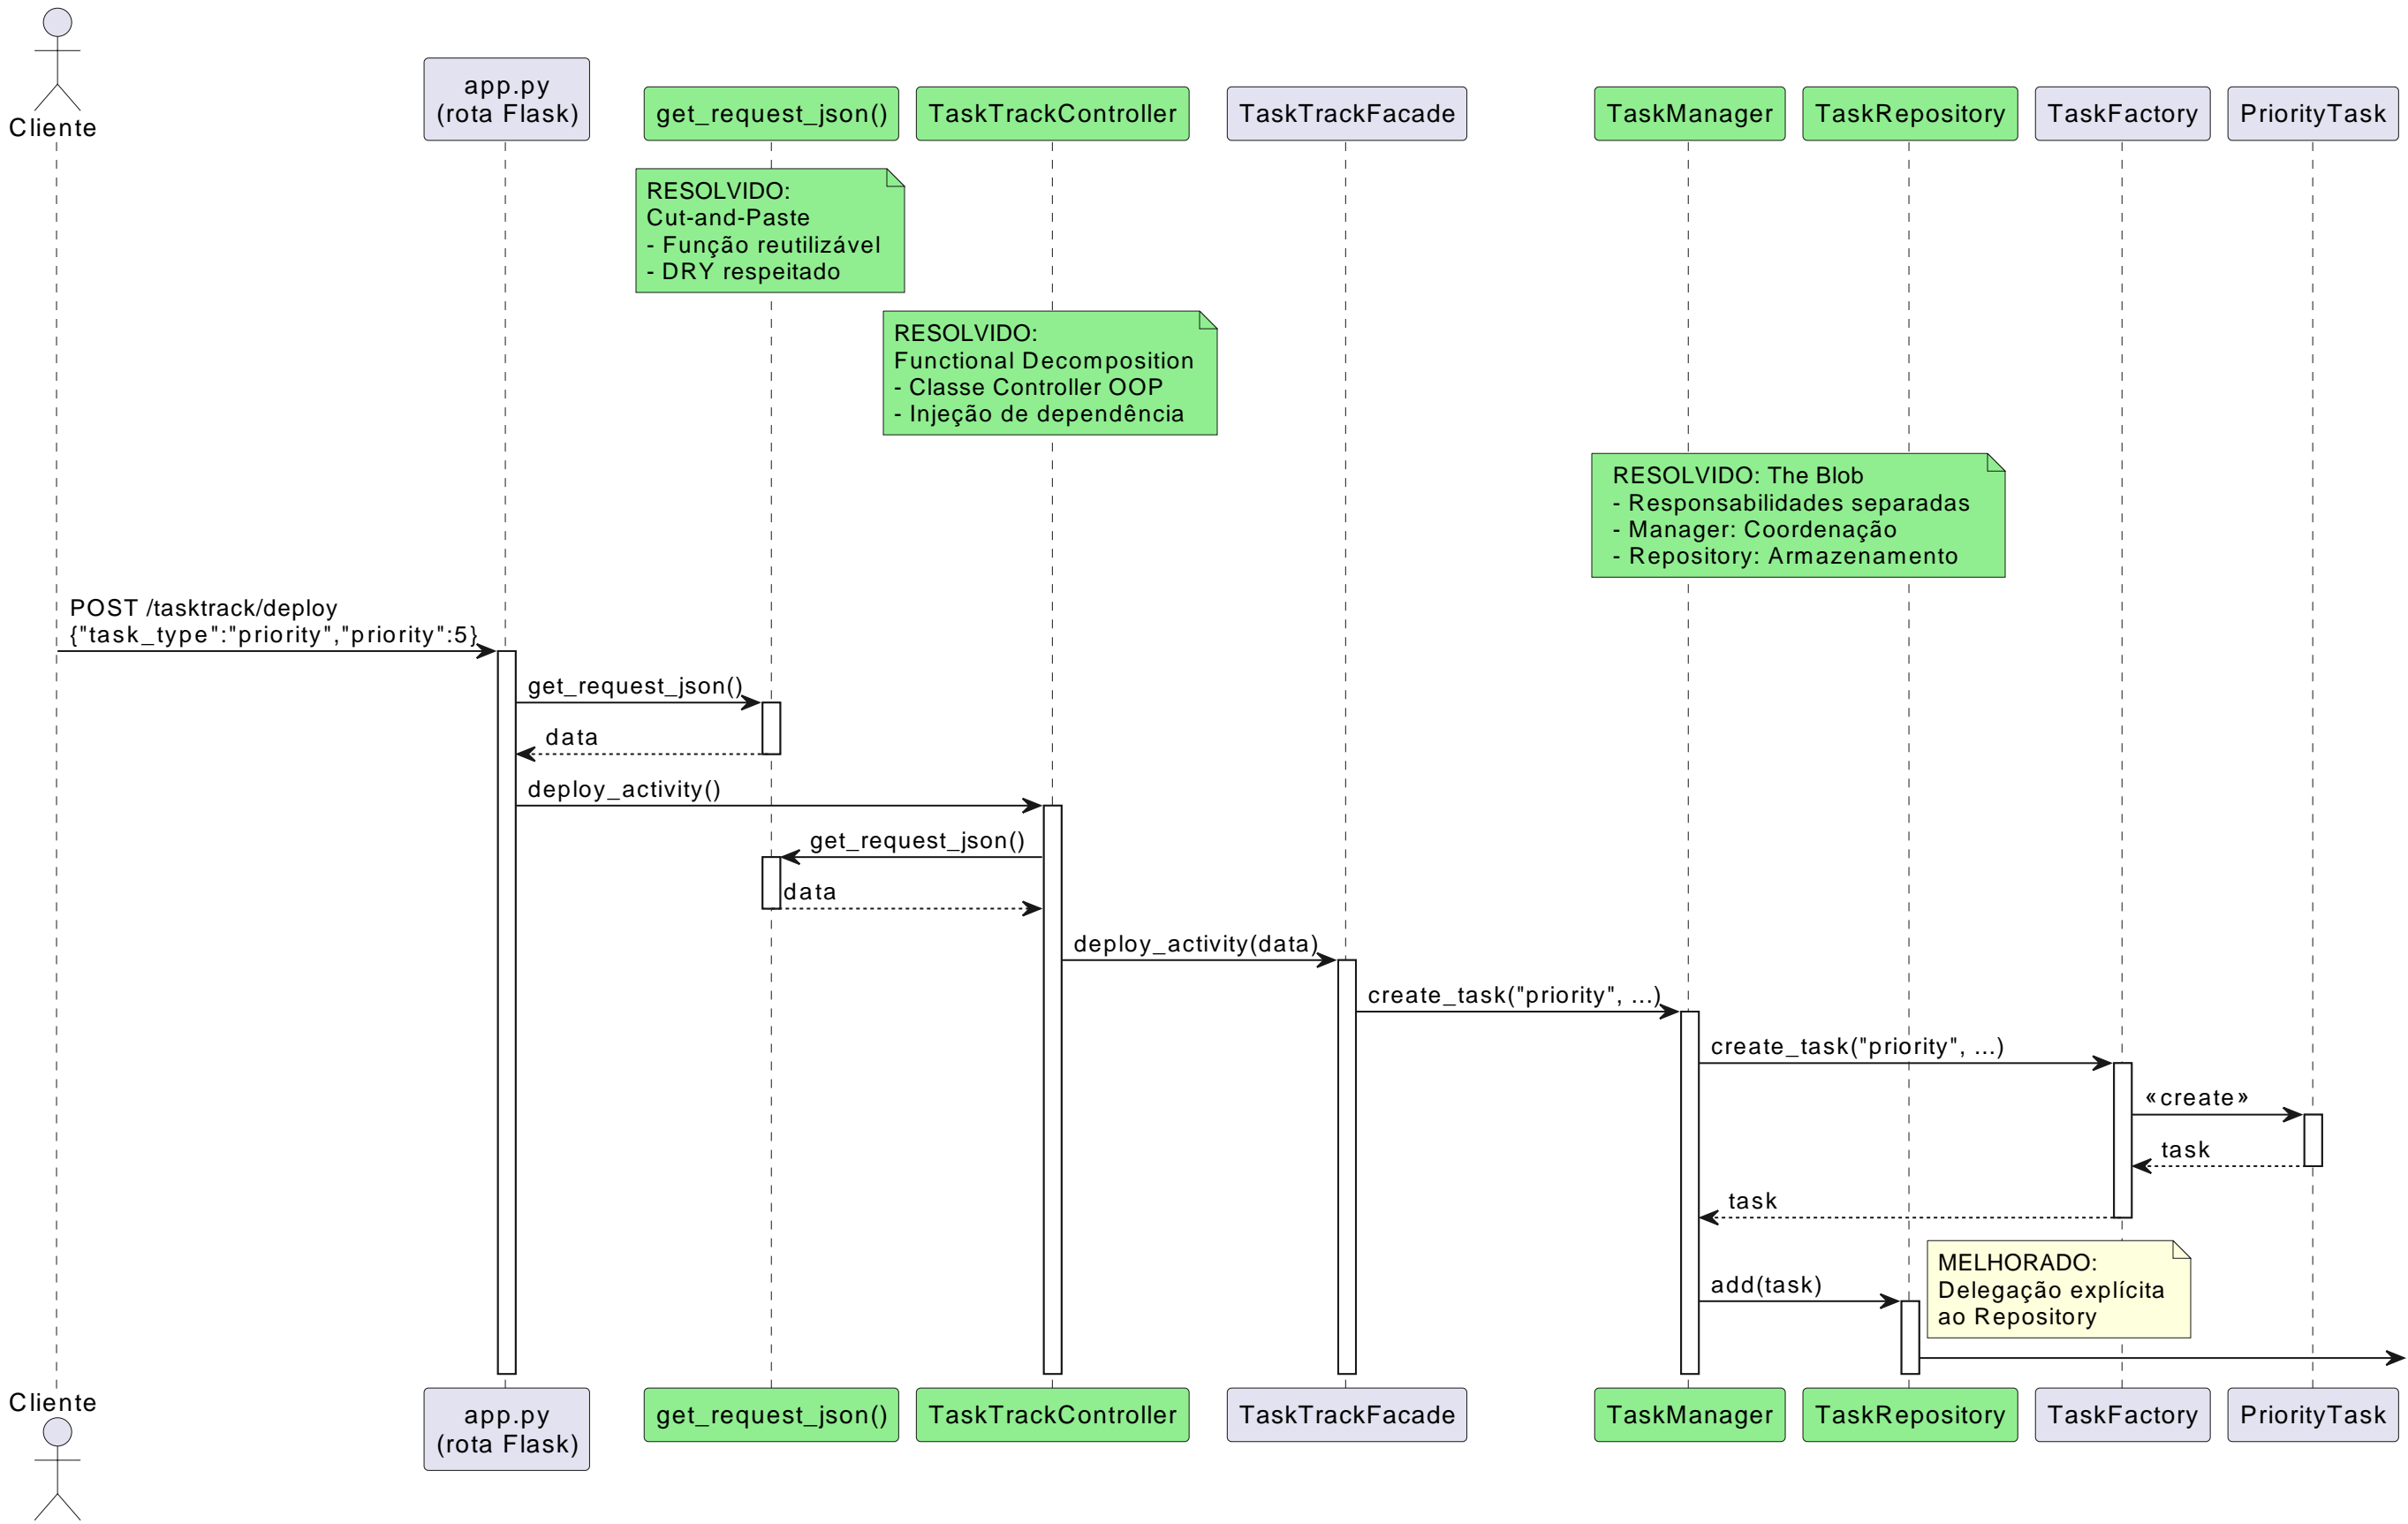 Cliente
app.py
(rota Flask)
get_request_json()
TaskTrackController
TaskTrackFacade
TaskManager
TaskRepository
TaskFactory
PriorityTask
RESOLVIDO:
Cut-and-Paste
- Função reutilizável
- DRY respeitado
RESOLVIDO:
Functional Decomposition
- Classe Controller OOP
- Injeção de dependência
RESOLVIDO: The Blob
- Responsabilidades separadas
- Manager: Coordenação
- Repository: Armazenamento
POST /tasktrack/deploy
{"task_type":"priority","priority":5}
get_request_json()
data
deploy_activity()
get_request_json()
data
deploy_activity(data)
create_task("priority", ...)
create_task("priority", ...)
«create»
task
task
MELHORADO:
Delegação explícita
ao Repository
add(task)
Cliente
app.py
(rota Flask)
get_request_json()
TaskTrackController
TaskTrackFacade
TaskManager
TaskRepository
TaskFactory
PriorityTask